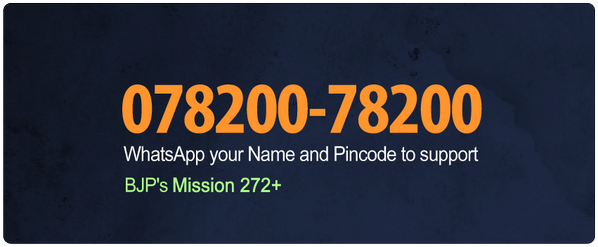 078200-78200
WhatsApp your Name and Pincode to support
BJP's Mission 272+